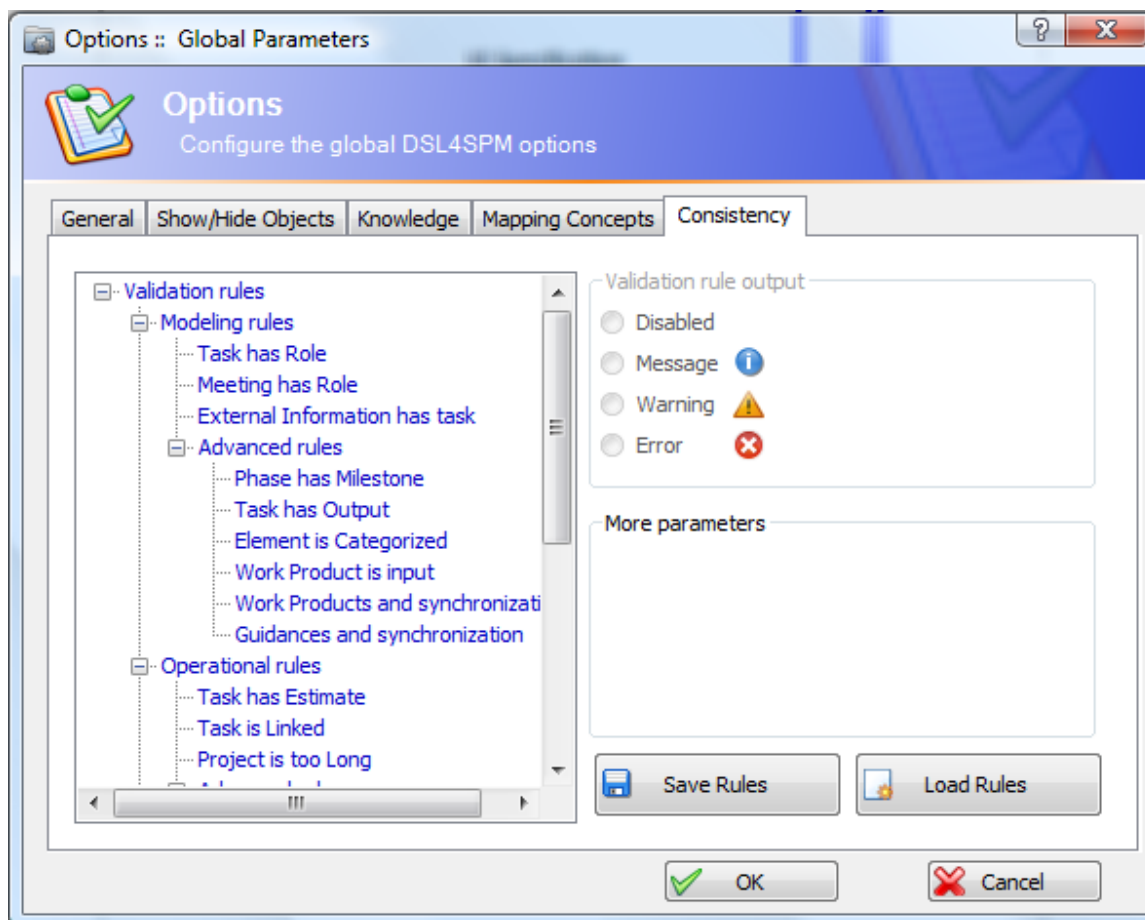 Options :: Global Parameters
Options
Configure the global DSL4SPM options
General
Show/Hide Objects
Knowledge
Mapping Concepts
Consistency
Validation rules
Modeling rules
Task has Role
Meeting has Role
External Information has task
Advanced rules
Phase has Milestone
Task has Output
Element is Categorized
Work Product is input
Work Products and synchronizati
Guidances and synchronization
Operational rules
Task has Estimate
Task is Linked
Project is too Long
Validation rule output
Disabled
Message
Warning
Error
More parameters
Save Rules
Load Rules
OK
Cancel